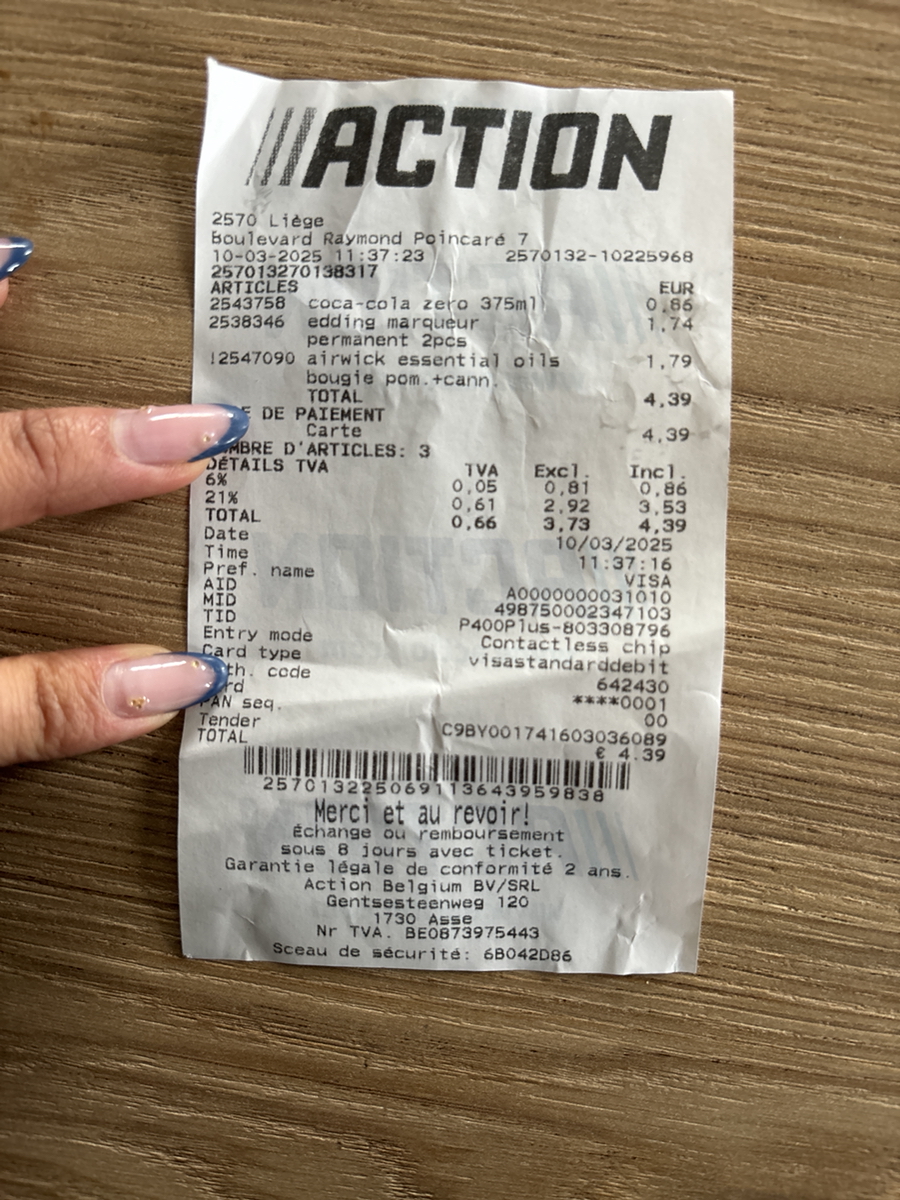 ACTION
2570 Liège
Boulevard Raymond Poincaré 7
10-03-2025 11:37:23 2570132-10225968
257013270138317
ARTICLES EUR
2543758 coca-cola zero 375ml 0,86
2538346 edding marqueur 1,74
permanent 2pcs
!2547090 airwick essential oils 1,79
bougie pom.+cann.
TOTAL 4,39
DE PAIEMENT
Carte 4,39
D'ARTICLES: 3
DÉTAILS TVA TVA Excl. Incl.
6% 0,05 0,81 0,86
21% 0,61 2,92 3,53
TOTAL 0,66 3,73 4,39
Date 10/03/2025
Time 11:37:16
Pref. name VISA
AID A0000000031010
MID 498750002347103
TID P400Plus-803308796
Entry mode Contactless chip
Card type visastandarddebit
code 642430
****0001
PAN seq. 00
Tender C9BY001741603036089
TOTAL € 4.39
257013225069113643959838
Merci et au revoir!
Échange ou remboursement
sous 8 jours avec ticket.
Garantie légale de conformité 2 ans.
Action Belgium BV/SRL
Gentsesteenweg 120
1730 Asse
Nr TVA. BE0873975443
Sceau de sécurité: 6B042D86